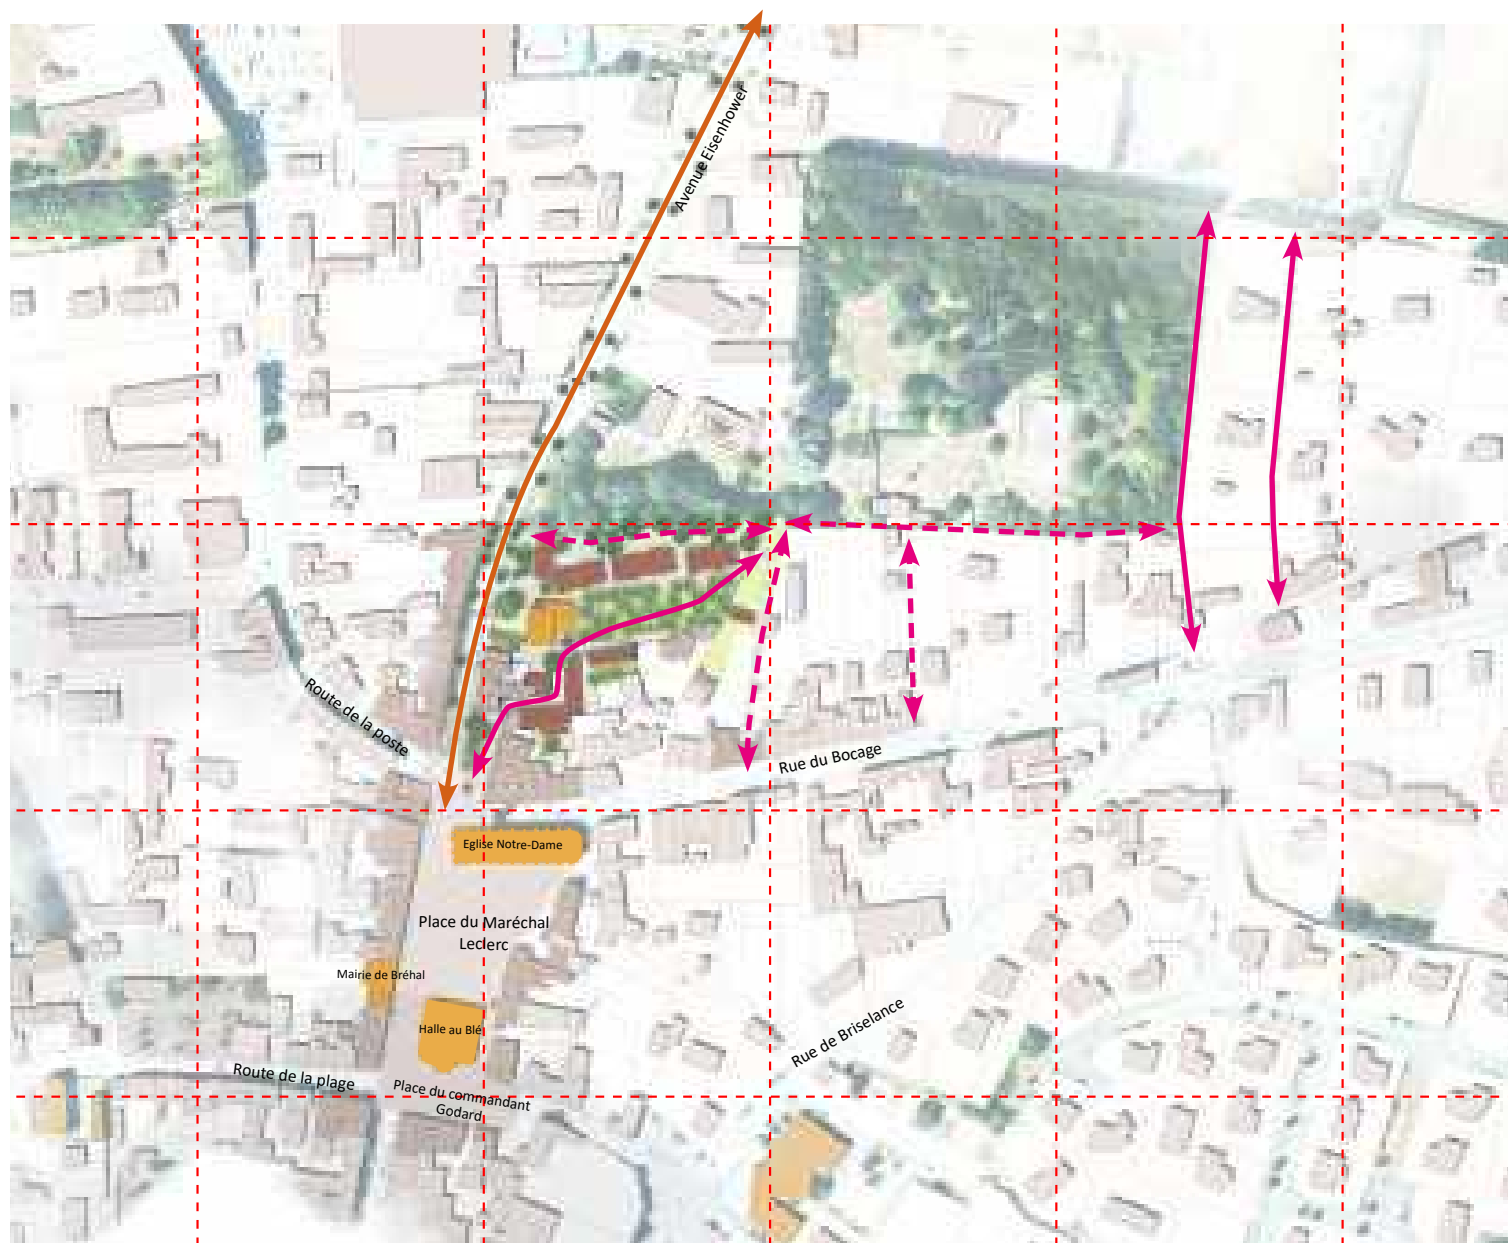 Avenue Eisenhower
Route de la poste
Rue du Bocage
Eglise Notre-Dame
Place du Maréchal
Leclerc
Mairie de Bréhal
Halle au Blé
Rue de Briselance
Route de la plage
Place du commandant
Godard